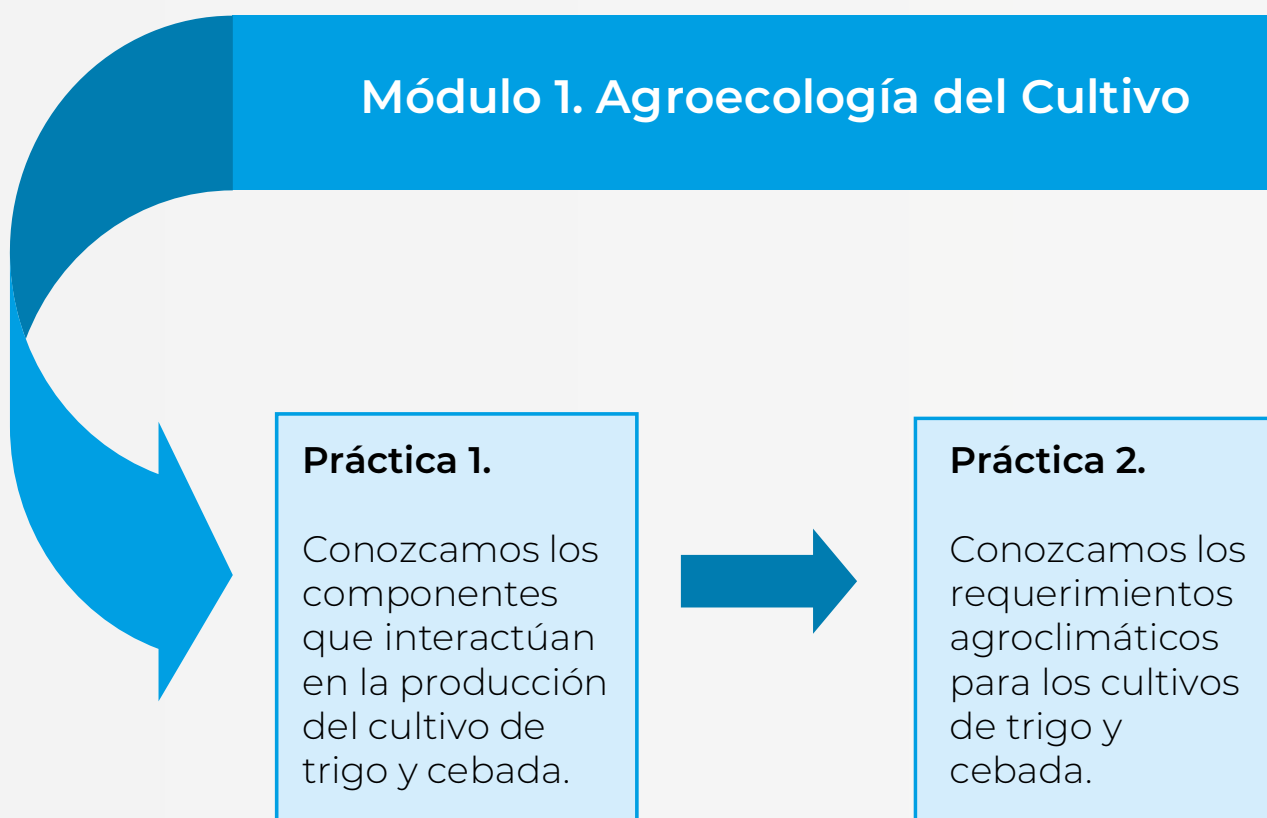 Módulo 1. Agroecología del Cultivo
Práctica 1.
Conozcamos los
componentes
que interactúan
en la producción
del cultivo de
trigo y cebada.
Práctica 2.
Conozcamos los
requerimientos
agroclimáticos
para los cultivos
de trigo y
cebada.